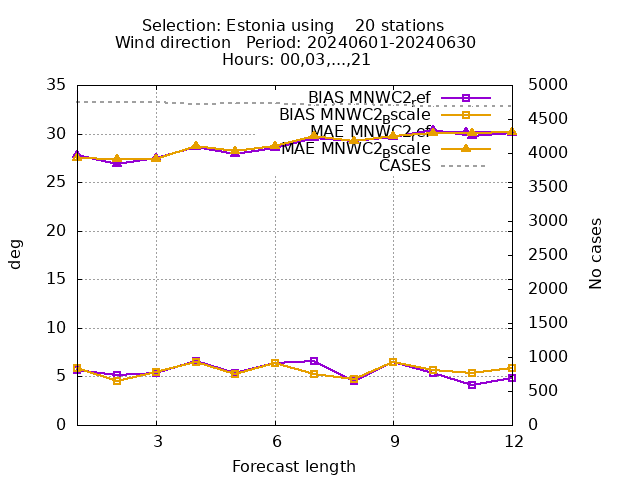 Selection: Estonia using    20 stations
Wind direction   Period: 20240601-20240630
Hours: 00,03,...,21
35
30
25
20
15
10
5
0
5000
4500
4000
3500
3000
2500
2000
1500
1000
500
0
BIAS MNWC2_ref
BIAS MNWC2_Bscale
MAE MNWC2_ref
MAE MNWC2_Bscale
CASES
deg
No cases
3
6
9
12
Forecast length